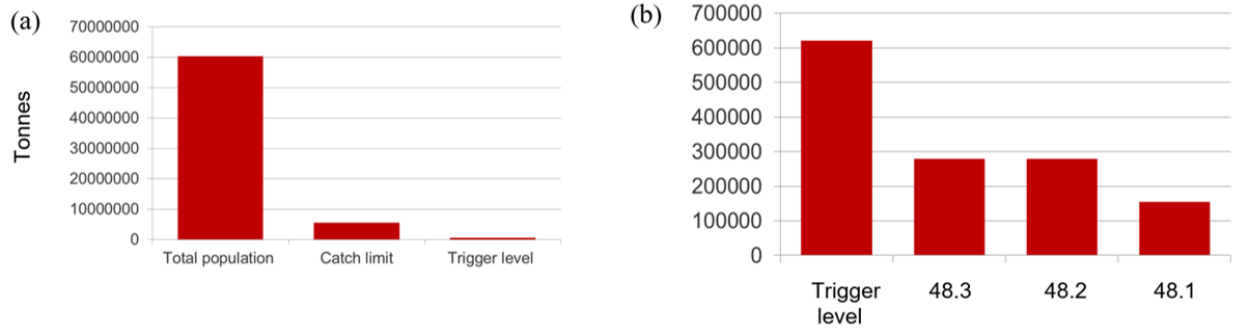 (a)
Tonnes
70000000
60000000
50000000
40000000
30000000
20000000
10000000
0
Total population
Catch limit
Trigger level
(b)
700000
600000
500000
400000
300000
200000
100000
0
Trigger
level
48.3
48.2
48.1